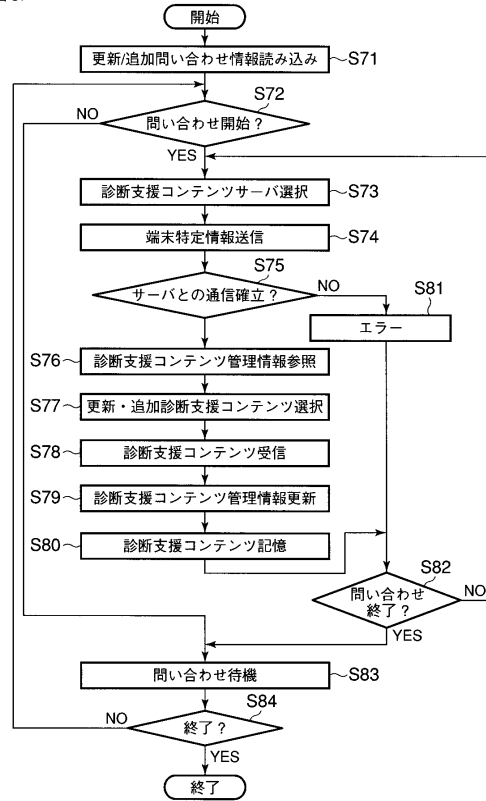 開始
更新/追加問い合わせ情報読み込み
S71
S72
問い合わせ開始？
NO
YES
診断支援コンテンツサーバ選択
S73
端末特定情報送信
S74
S75
サーバとの通信確立？
NO
S81
エラー
S76
診断支援コンテンツ管理情報参照
S77
更新・追加診断支援コンテンツ選択
S78
診断支援コンテンツ受信
S79
診断支援コンテンツ管理情報更新
S80
診断支援コンテンツ記憶
S82
問い合わせ
終了？
NO
YES
問い合わせ待機
S83
S84
終了？
NO
YES
終了